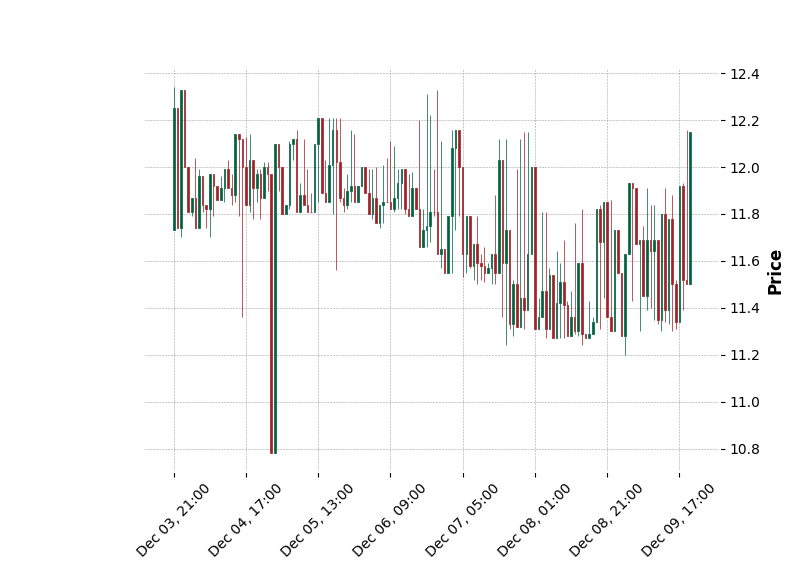 12.4
12.2
12.0
11.8
11.6
11.4
11.2
11.0
10.8
Price
Dec 03, 21:00
Dec 04, 17:00
Dec 05, 13:00
Dec 06, 09:00
Dec 07, 05:00
Dec 08, 01:00
Dec 08, 21:00
Dec 09, 17:00